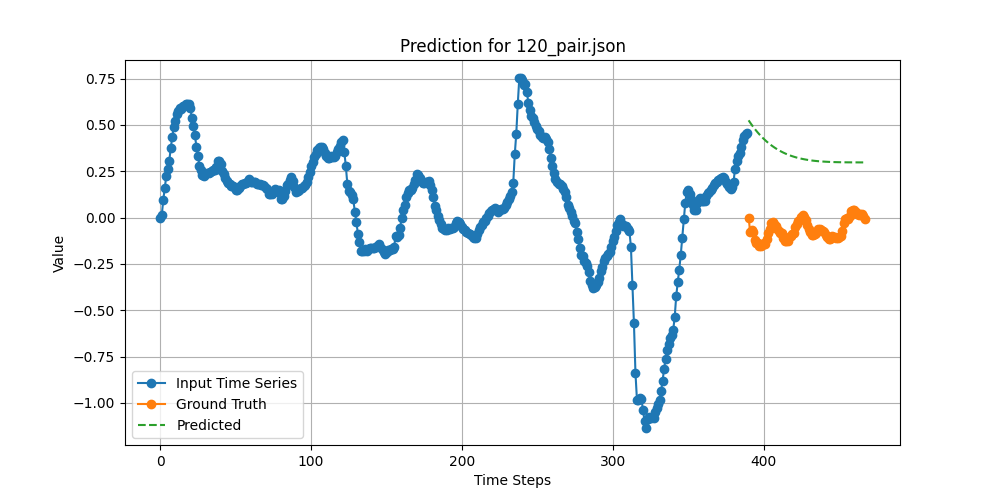 Prediction for 120_pair.json
0.75
0.50
0.25
0.00
−0.25
−0.50
−0.75
−1.00
Value
Input Time Series
Ground Truth
Predicted
0
100
200
300
400
Time Steps